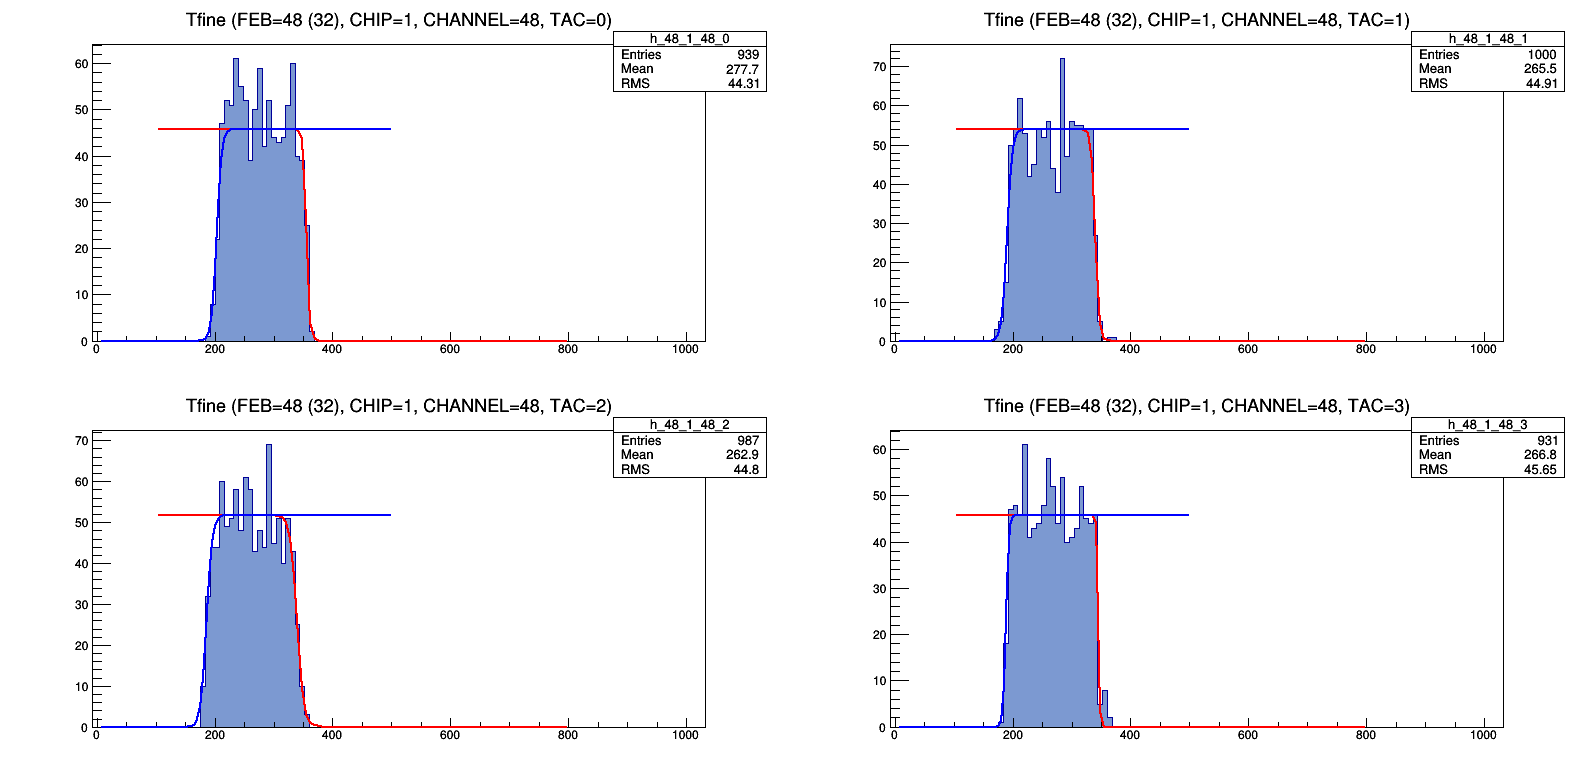 Tfine (FEB=48 (32), CHIP=1, CHANNEL=48, TAC=0)
h_48_1_48_0
Entries 939
Mean 277.7
RMS 44.31
60
50
40
30
20
10
0
0 200 400 600 800 1000
Tfine (FEB=48 (32), CHIP=1, CHANNEL=48, TAC=1)
h_48_1_48_1
Entries 1000
Mean 265.5
RMS 44.91
70
60
50
40
30
20
10
0
0 200 400 600 800 1000
Tfine (FEB=48 (32), CHIP=1, CHANNEL=48, TAC=2)
h_48_1_48_2
Entries 987
Mean 262.9
RMS 44.8
70
60
50
40
30
20
10
0
0 200 400 600 800 1000
Tfine (FEB=48 (32), CHIP=1, CHANNEL=48, TAC=3)
h_48_1_48_3
Entries 931
Mean 266.8
RMS 45.65
60
50
40
30
20
10
0
0 200 400 600 800 1000